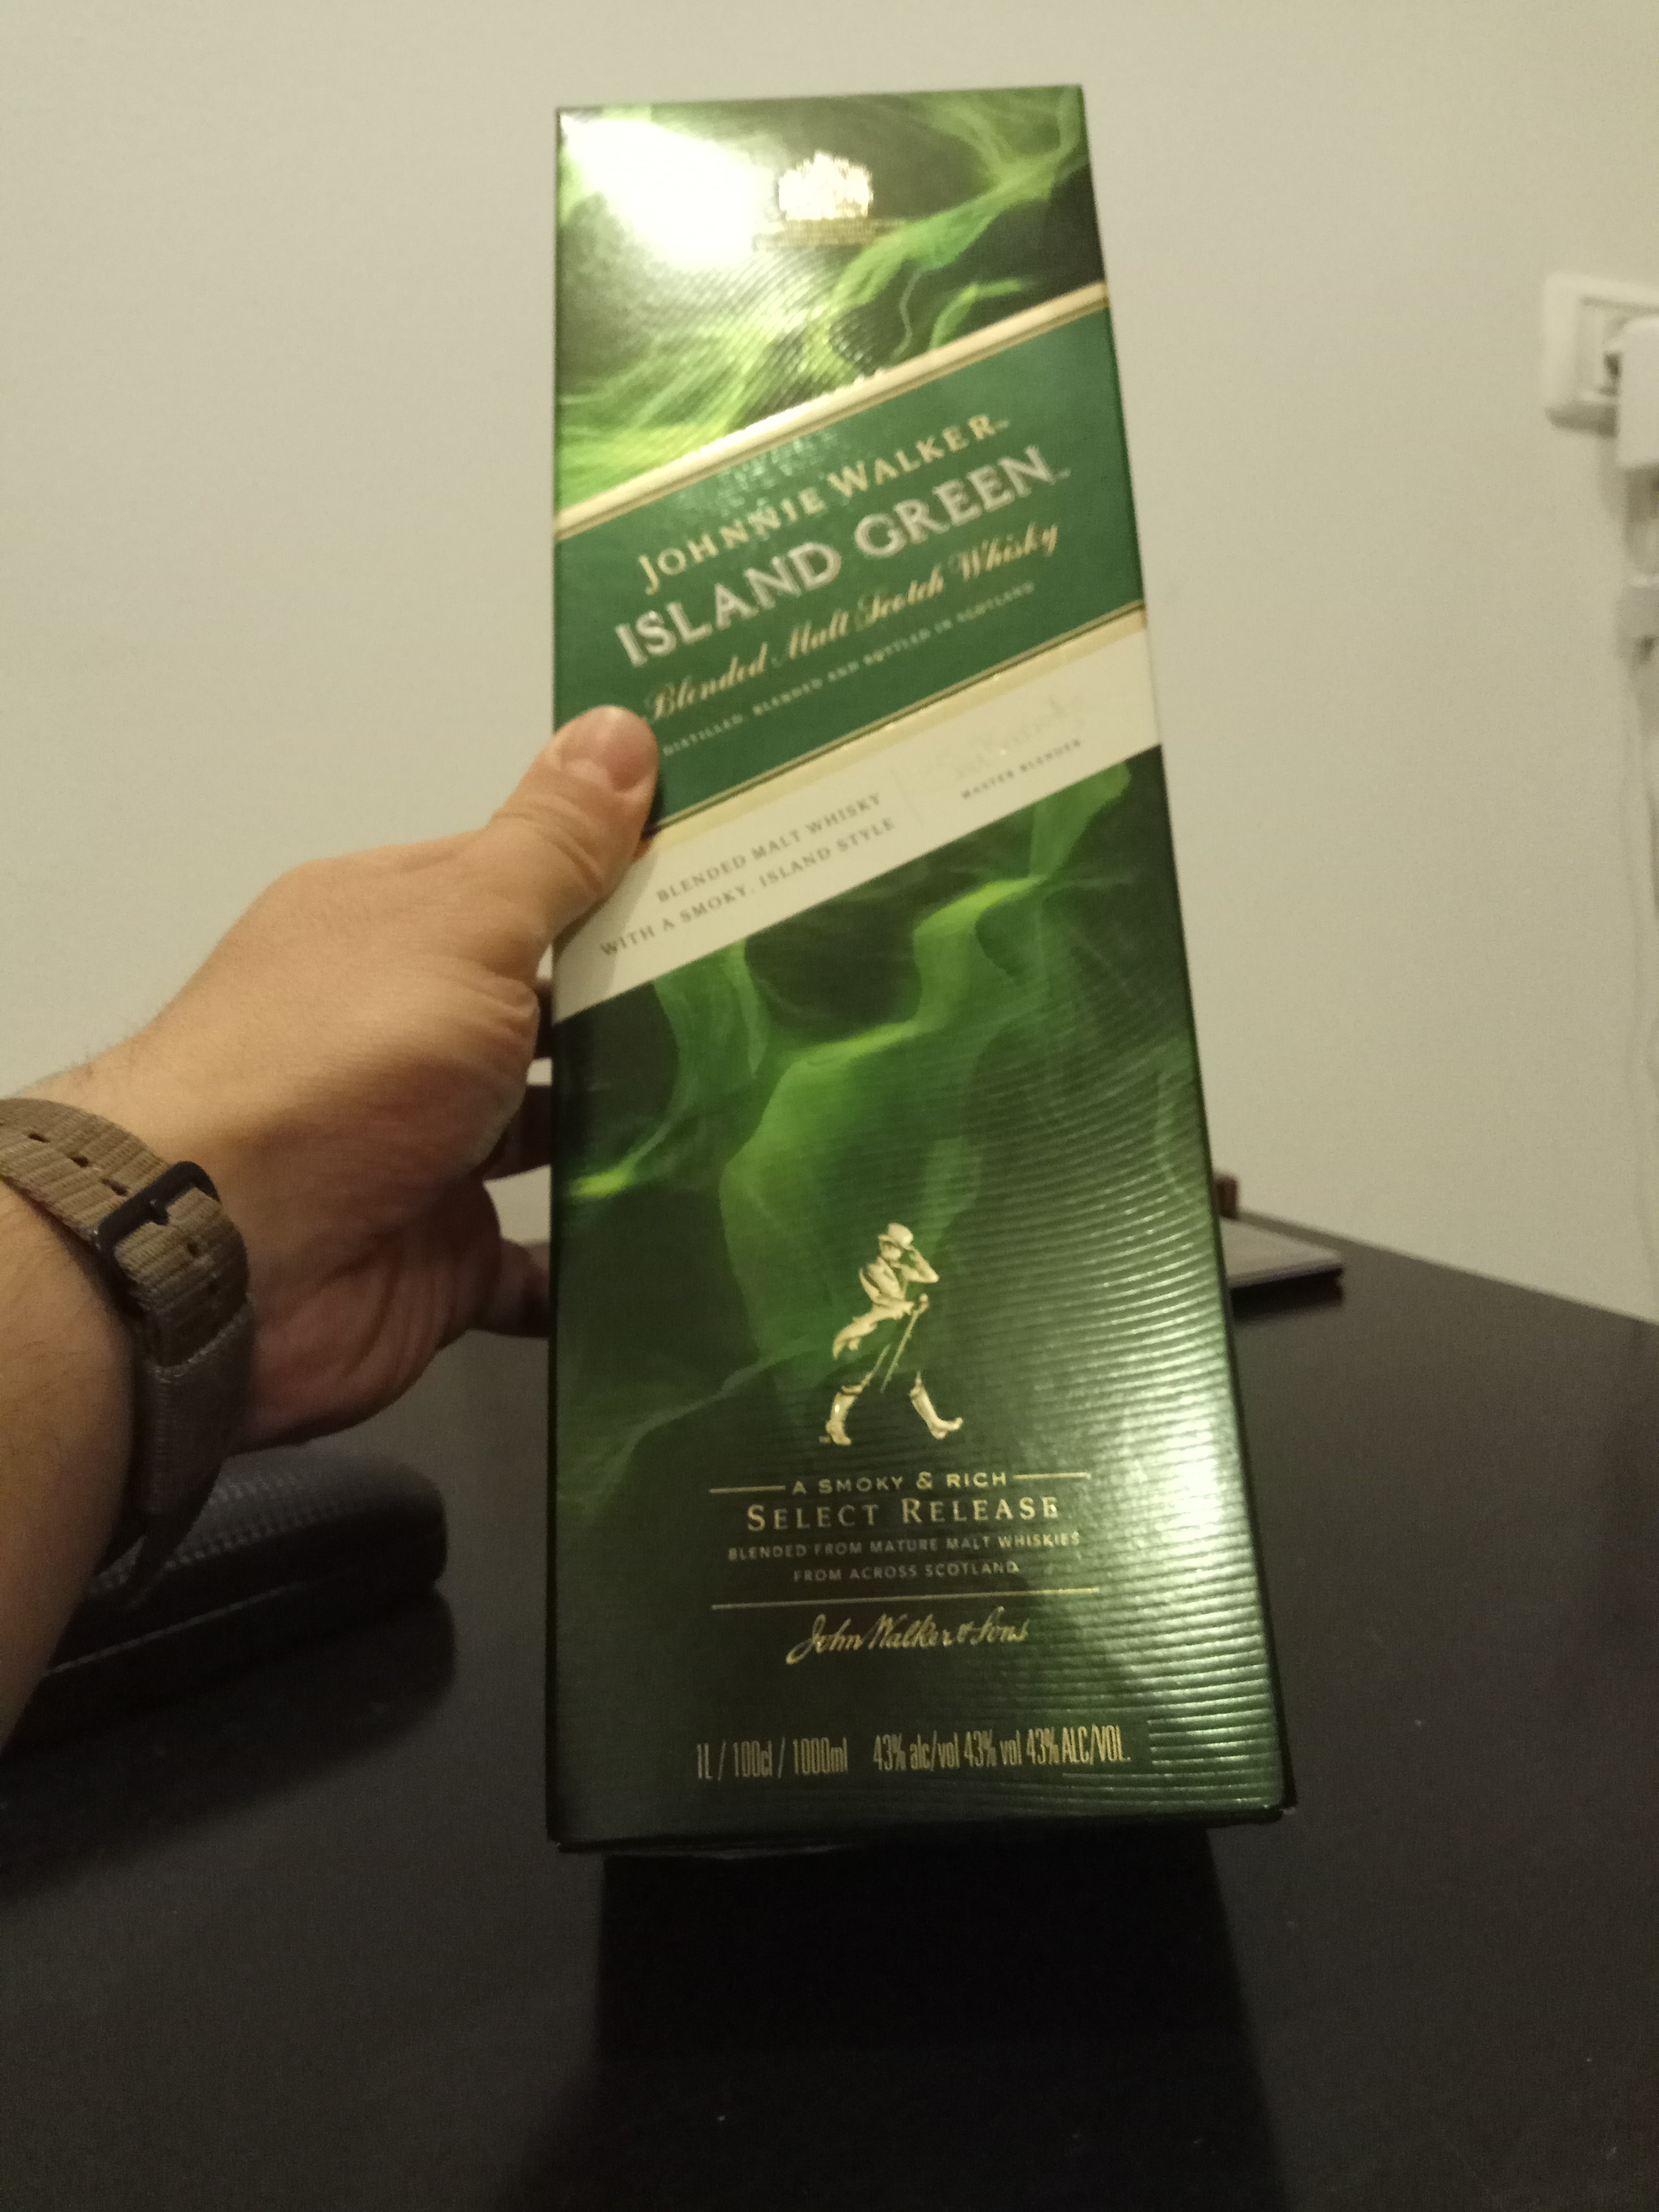 JOHNNIE WALKER™
ISLAND GREEN™
Blended Malt Scotch Whisky
DISTILLED, BLENDED AND BOTTLED IN SCOTLAND
BLENDED MALT WHISKY
WITH A SMOKY, ISLAND STYLE
MASTER BLENDER
A SMOKY & RICH
SELECT RELEASE
BLENDED FROM MATURE MALT WHISKIES
FROM ACROSS SCOTLAND
John Walker & Sons
1L / 100cl / 1000ml 43% alc/vol 43% vol 43% ALC/VOL.